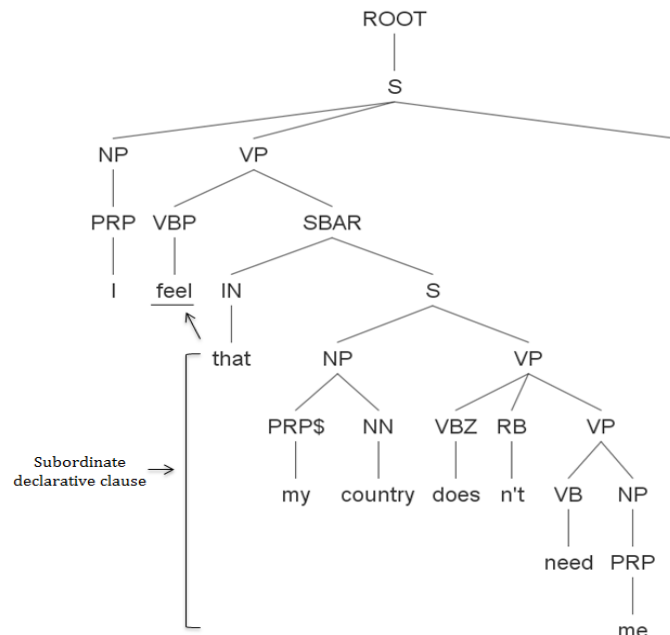 ROOT
S
NP VP
PRP VBP SBAR
I feel IN S
that NP VP
PRP$ NN VBZ RB VP
Subordinate
declarative clause
my country does n't VB NP
need PRP
me